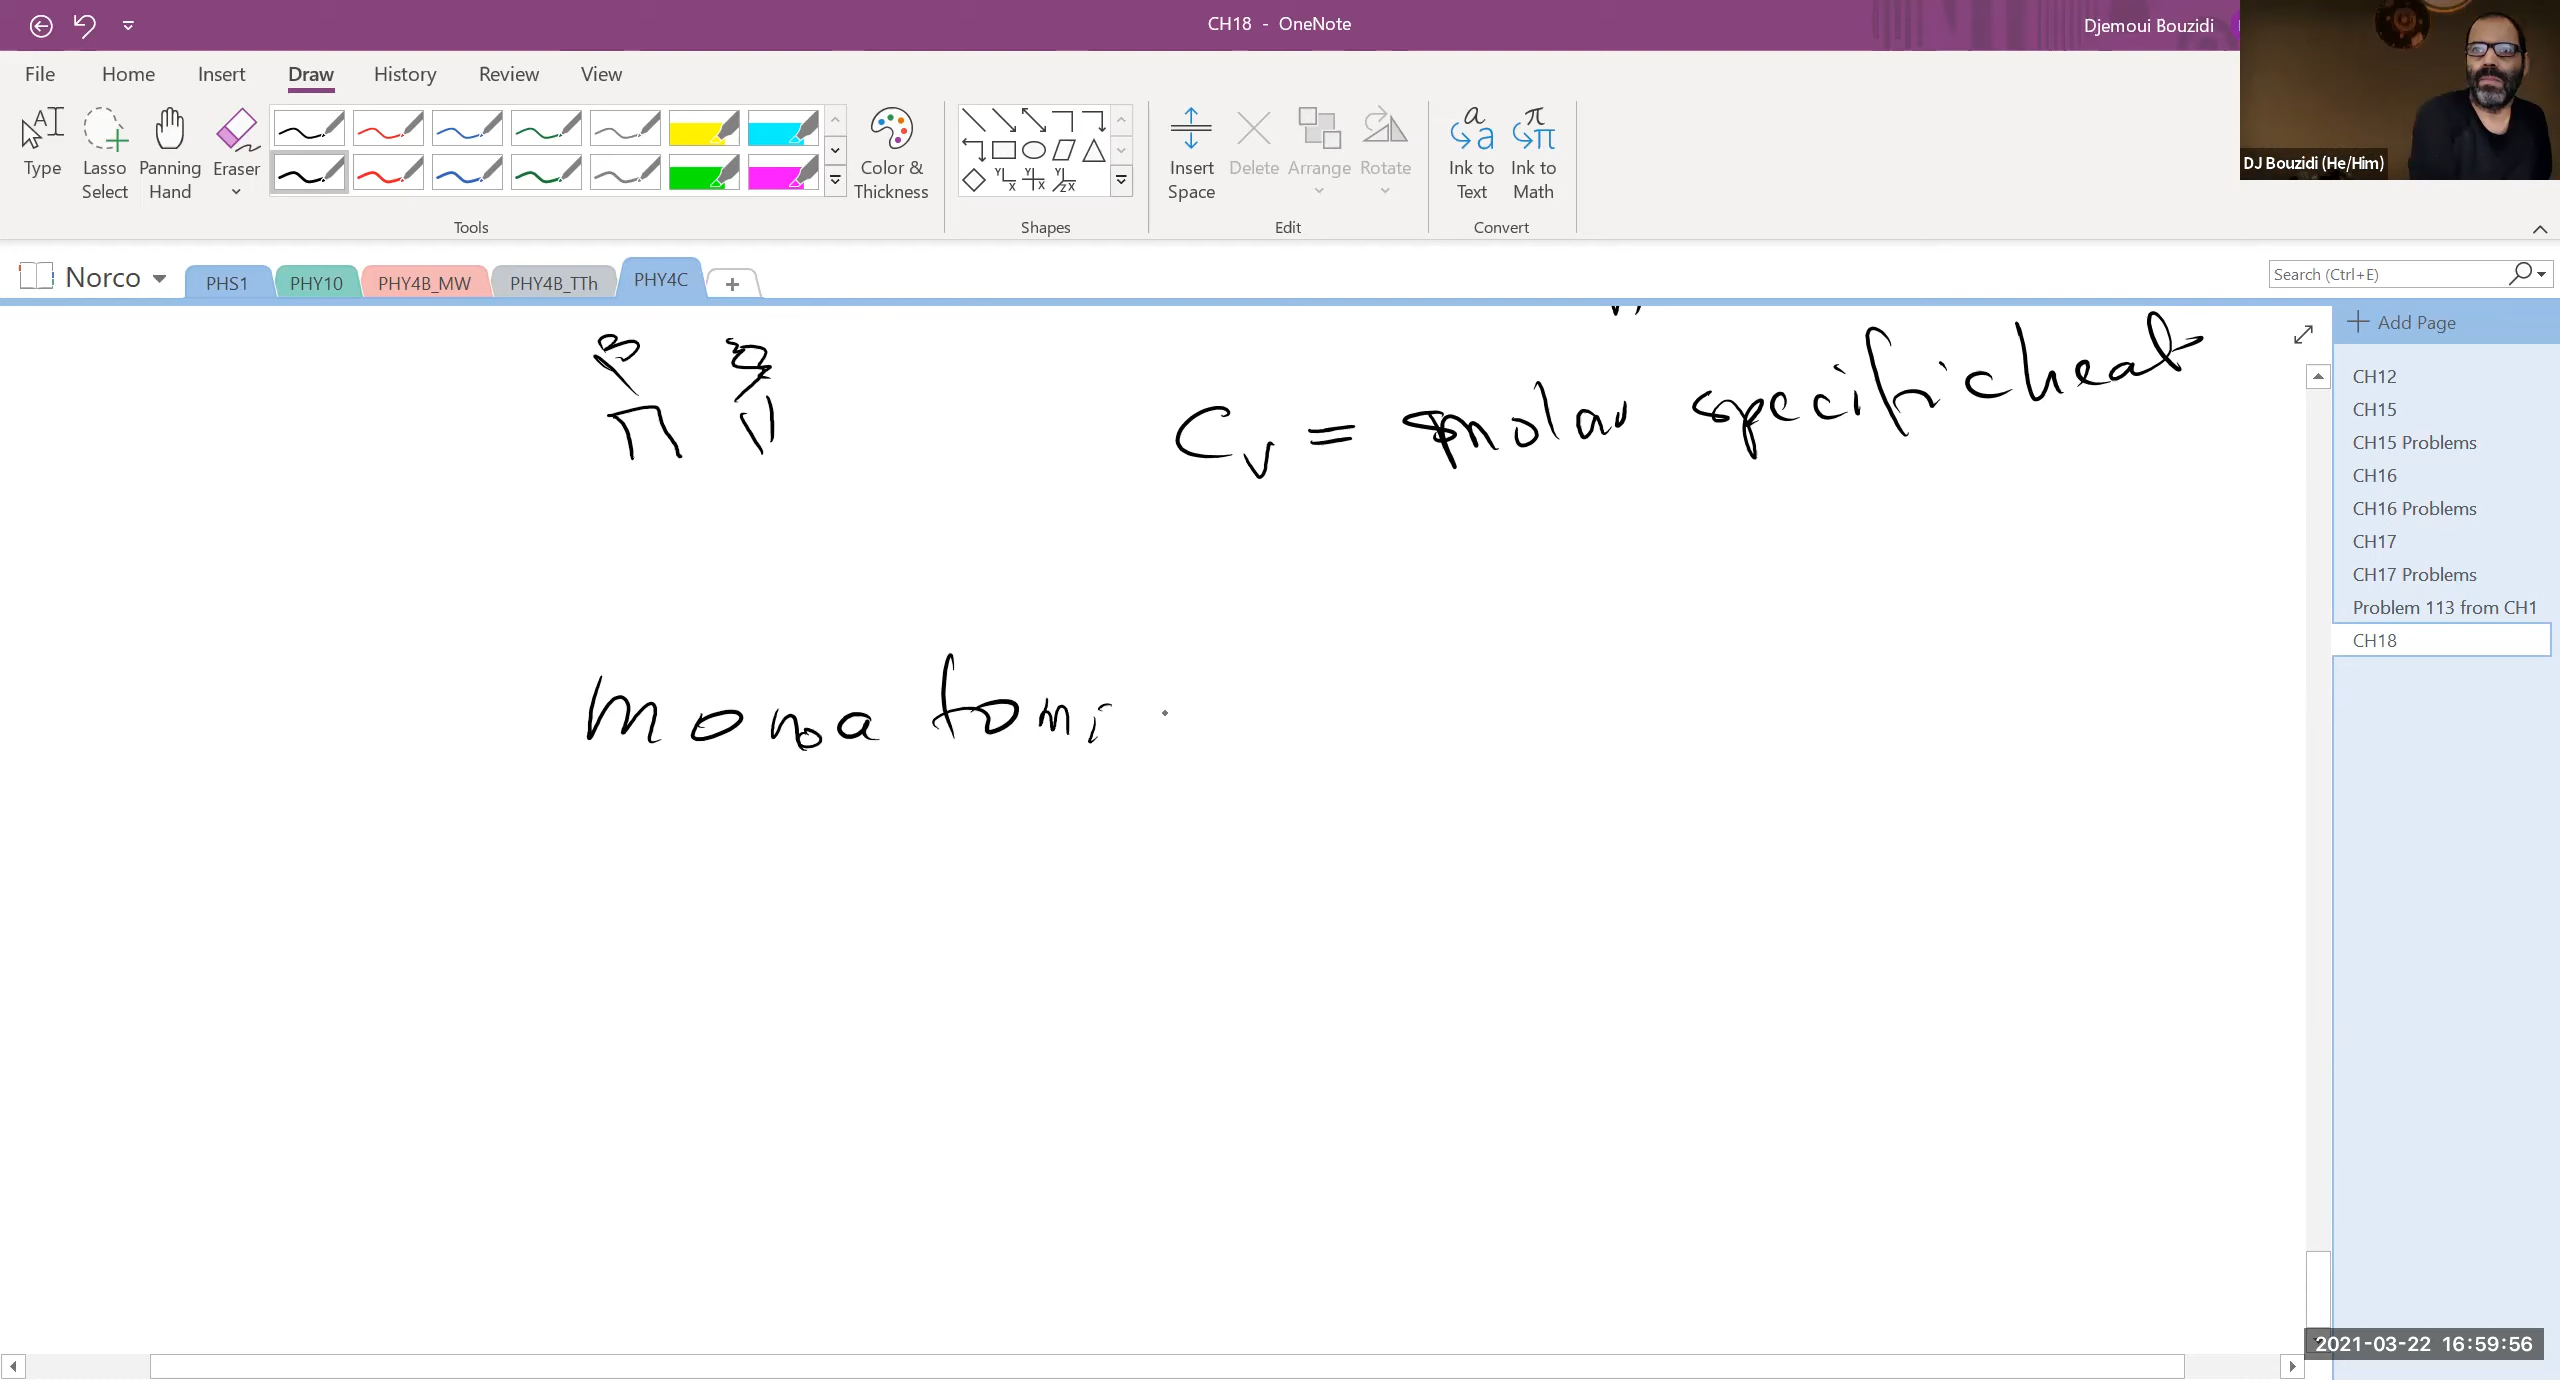 CH18 - OneNote
Djemoui Bouzidi
File Home Insert Draw History Review View
Type
Lasso Select
Panning Hand
Eraser
Color & Thickness
Insert Space
Delete
Arrange
Rotate
Ink to Text
Ink to Math
Tools
Shapes
Edit
Convert
DJ Bouzidi (He/Him)
Norco
PHS1
PHY10
PHY4B_MW
PHY4B_TTh
PHY4C
Search (Ctrl+E)
Add Page
CH12
CH15
CH15 Problems
CH16
CH16 Problems
CH17
CH17 Problems
Problem 113 from CH1
CH18
Cv = molar specific heat
monoatomi
2021-03-22 16:59:56